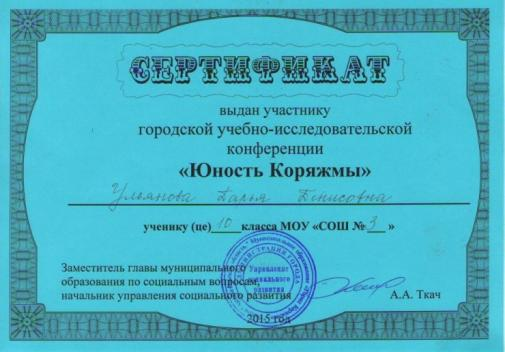 СЕРТИФИКАТ
выдан участнику
городской учебно-исследовательской
конференции
«Юность Коряжмы»
Ульянова Дарья Денисовна
ученику (це) 10 класса МОУ «СОШ № 3 »
Заместитель главы муниципального
образования по социальным вопросам,
начальник управления социального развития А.А. Ткач
Управление
социального
развития
2015 год